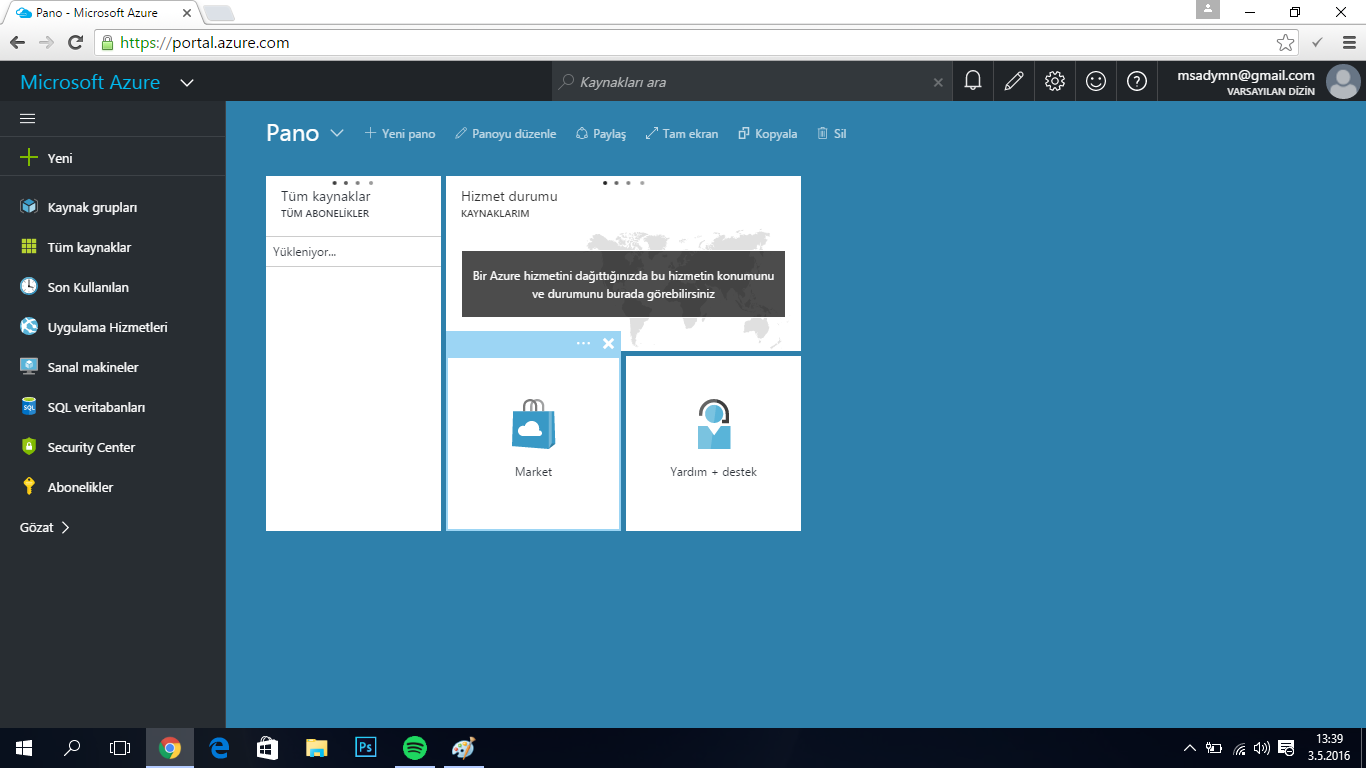 Pano - Microsoft Azure
https://portal.azure.com
Microsoft Azure
Kaynakları ara
msadymn@gmail.com
VARSAYILAN DİZİN
Pano
Yeni pano
Panoyu düzenle
Paylaş
Tam ekran
Kopyala
Sil
Yeni
Kaynak grupları
Tüm kaynaklar
Son Kullanılan
Uygulama Hizmetleri
Sanal makineler
SQL
SQL veritabanları
Security Center
Abonelikler
Gözat
Tüm kaynaklar
TÜM ABONELİKLER
Yükleniyor...
Hizmet durumu
KAYNAKLARIM
Bir Azure hizmetini dağıttığınızda bu hizmetin konumunu
ve durumunu burada görebilirsiniz
Market
Yardım + destek
Ps
13:39
3.5.2016